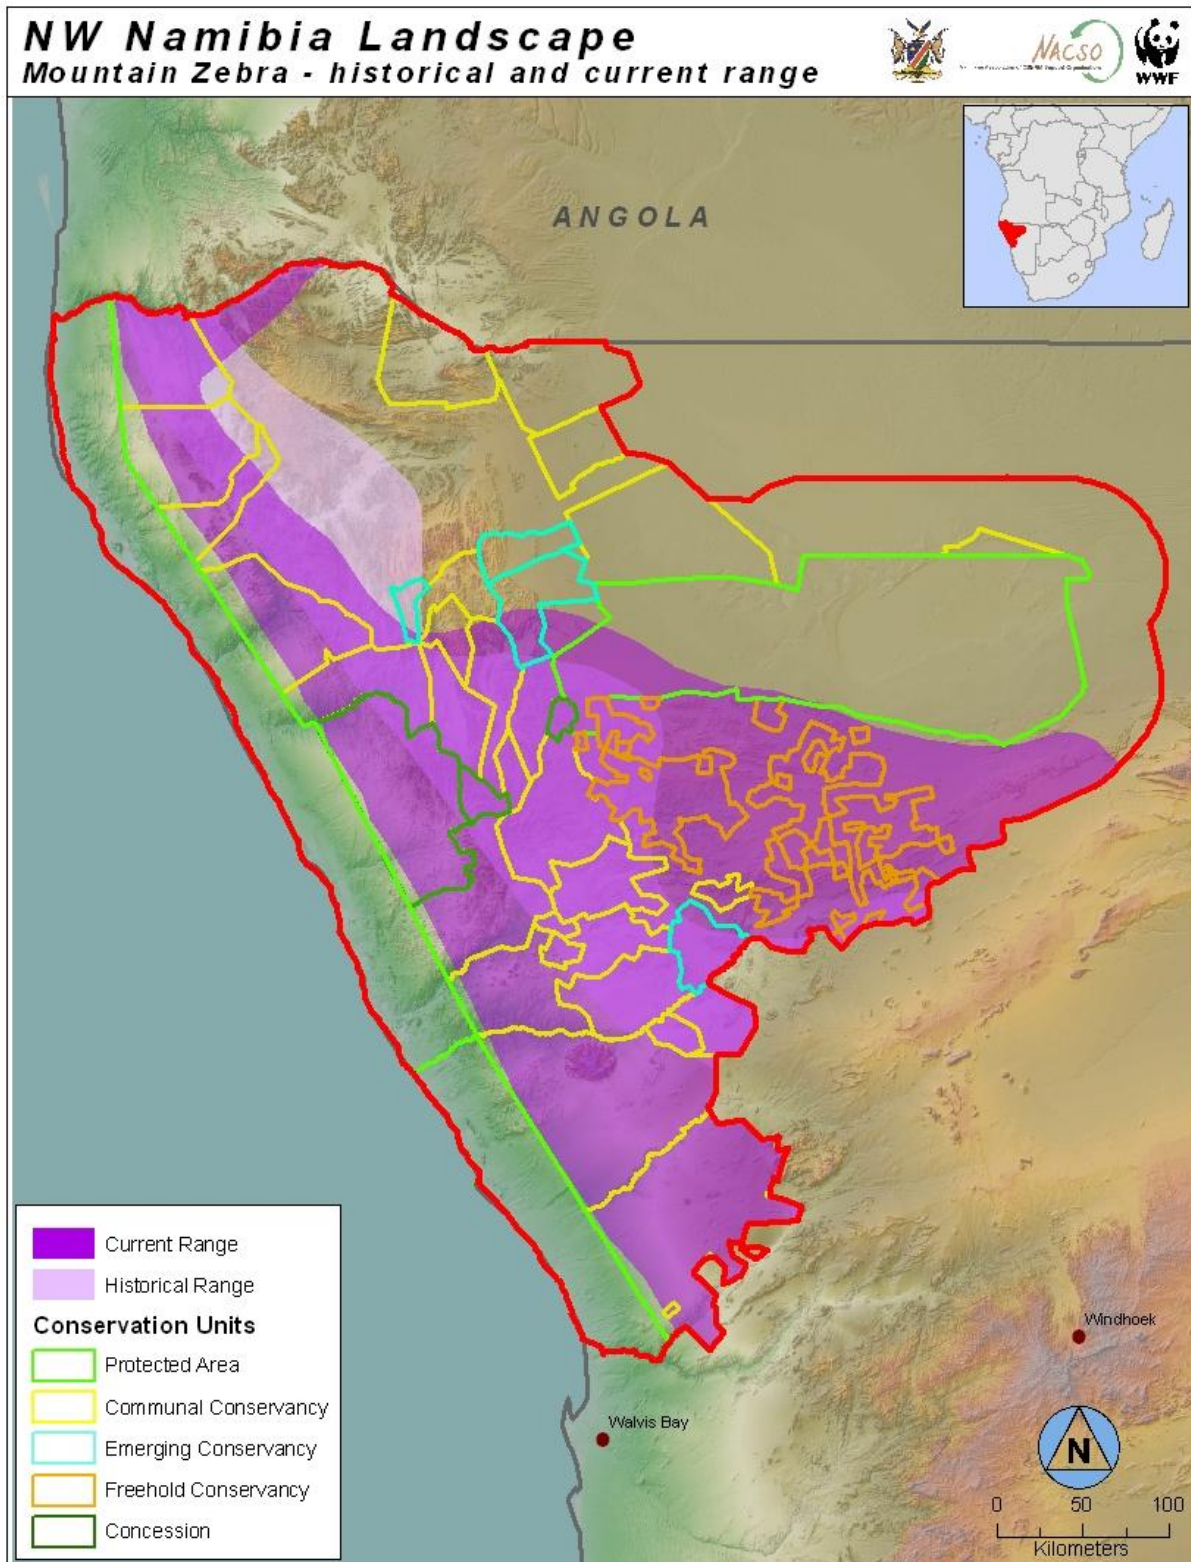 NW Namibia Landscape
Mountain Zebra - historical and current range
NACSO
WWF
ANGOLA
Current Range
Historical Range
Conservation Units
Protected Area
Communal Conservancy
Emerging Conservancy
Freehold Conservancy
Concession
Windhoek
Walvis Bay
N
0 50 100
Kilometers